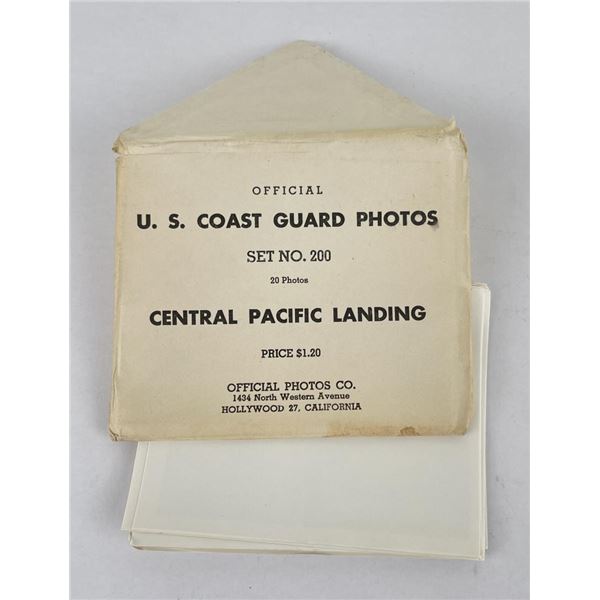 OFFICIAL
U. S. COAST GUARD PHOTOS
SET NO. 200
20 Photos
CENTRAL PACIFIC LANDING
PRICE $1.20
OFFICIAL PHOTOS CO.
1434 North Western Avenue
HOLLYWOOD 27, CALIFORNIA